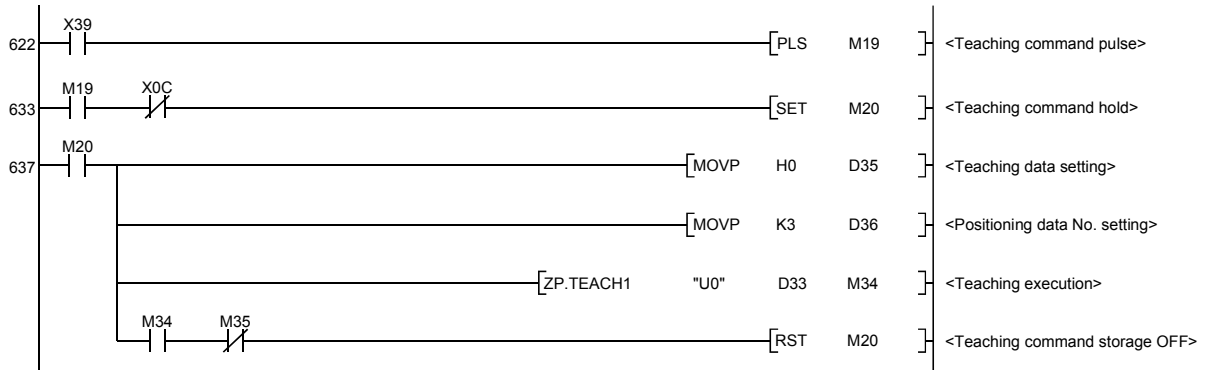 X39
622 [PLS M19] <Teaching command pulse>
M19 X0C
633 [SET M20] <Teaching command hold>
M20
637 [MOVP H0 D35] <Teaching data setting>
[MOVP K3 D36] <Positioning data No. setting>
[ZP.TEACH1 "U0" D33 M34] <Teaching execution>
M34 M35
[RST M20] <Teaching command storage OFF>